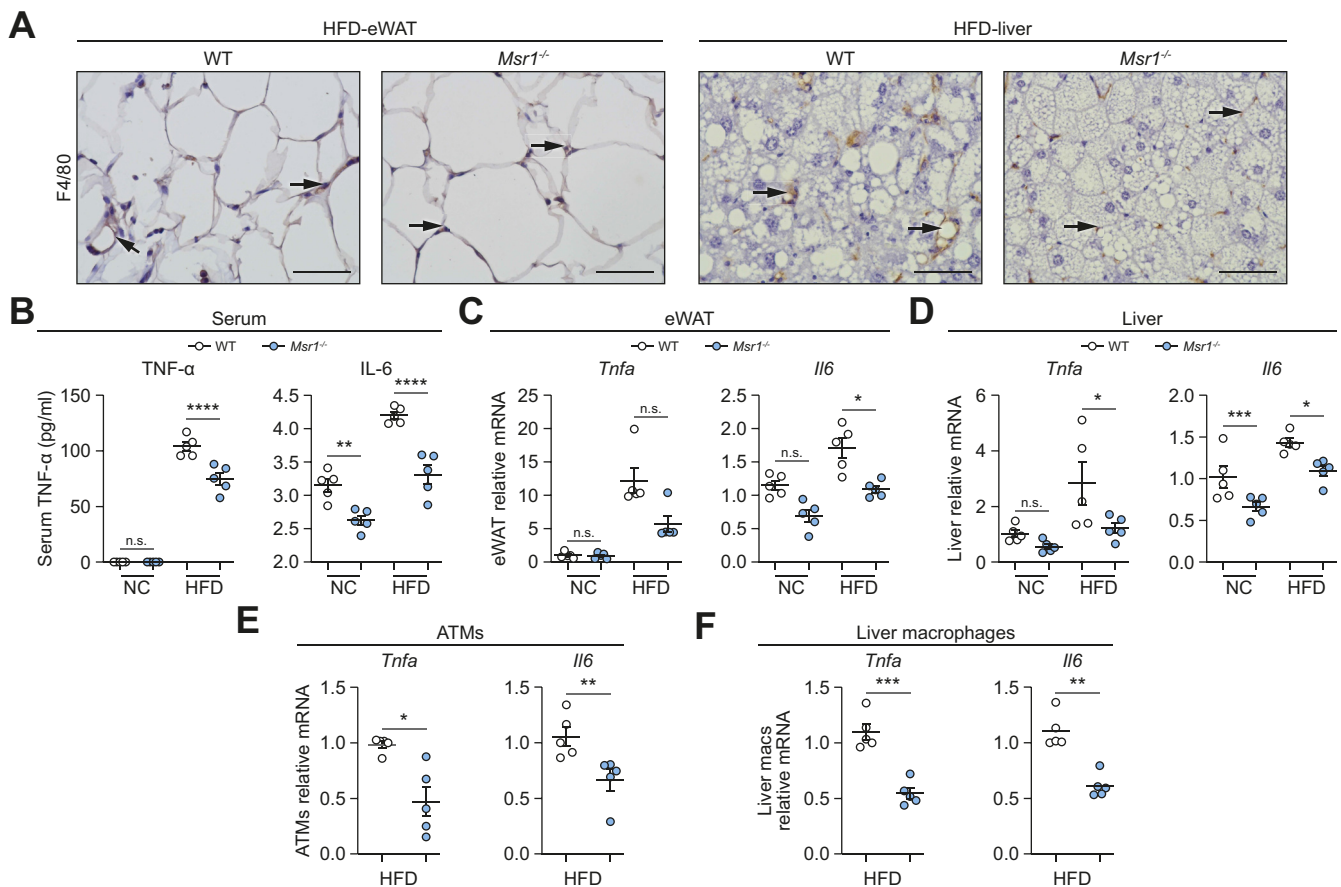 A
HFD-eWAT
HFD-liver
WT
Msr1-/-
WT
Msr1-/-
F4/80
B
Serum
WT
Msr1-/-
TNF-α
IL-6
Serum TNF-α (pg/ml)
150
100
50
0
n.s.
****
NC
HFD
4.5
4.0
3.5
3.0
2.5
2.0
**
****
NC
HFD
C
eWAT
WT
Msr1-/-
Tnfa
Il6
eWAT relative mRNA
25
20
15
10
5
0
n.s.
n.s.
NC
HFD
2.5
2.0
1.5
1.0
0.5
0.0
n.s.
*
NC
HFD
D
Liver
WT
Msr1-/-
Tnfa
Il6
Liver relative mRNA
6
4
2
0
n.s.
*
NC
HFD
2.0
1.5
1.0
0.5
0.0
***
*
NC
HFD
E
ATMs
Tnfa
Il6
ATMs relative mRNA
1.5
1.0
0.5
0.0
*
HFD
1.5
1.0
0.5
0.0
**
HFD
F
Liver macrophages
Tnfa
Il6
Liver macs
relative mRNA
1.5
1.0
0.5
0.0
***
HFD
1.5
1.0
0.5
0.0
**
HFD